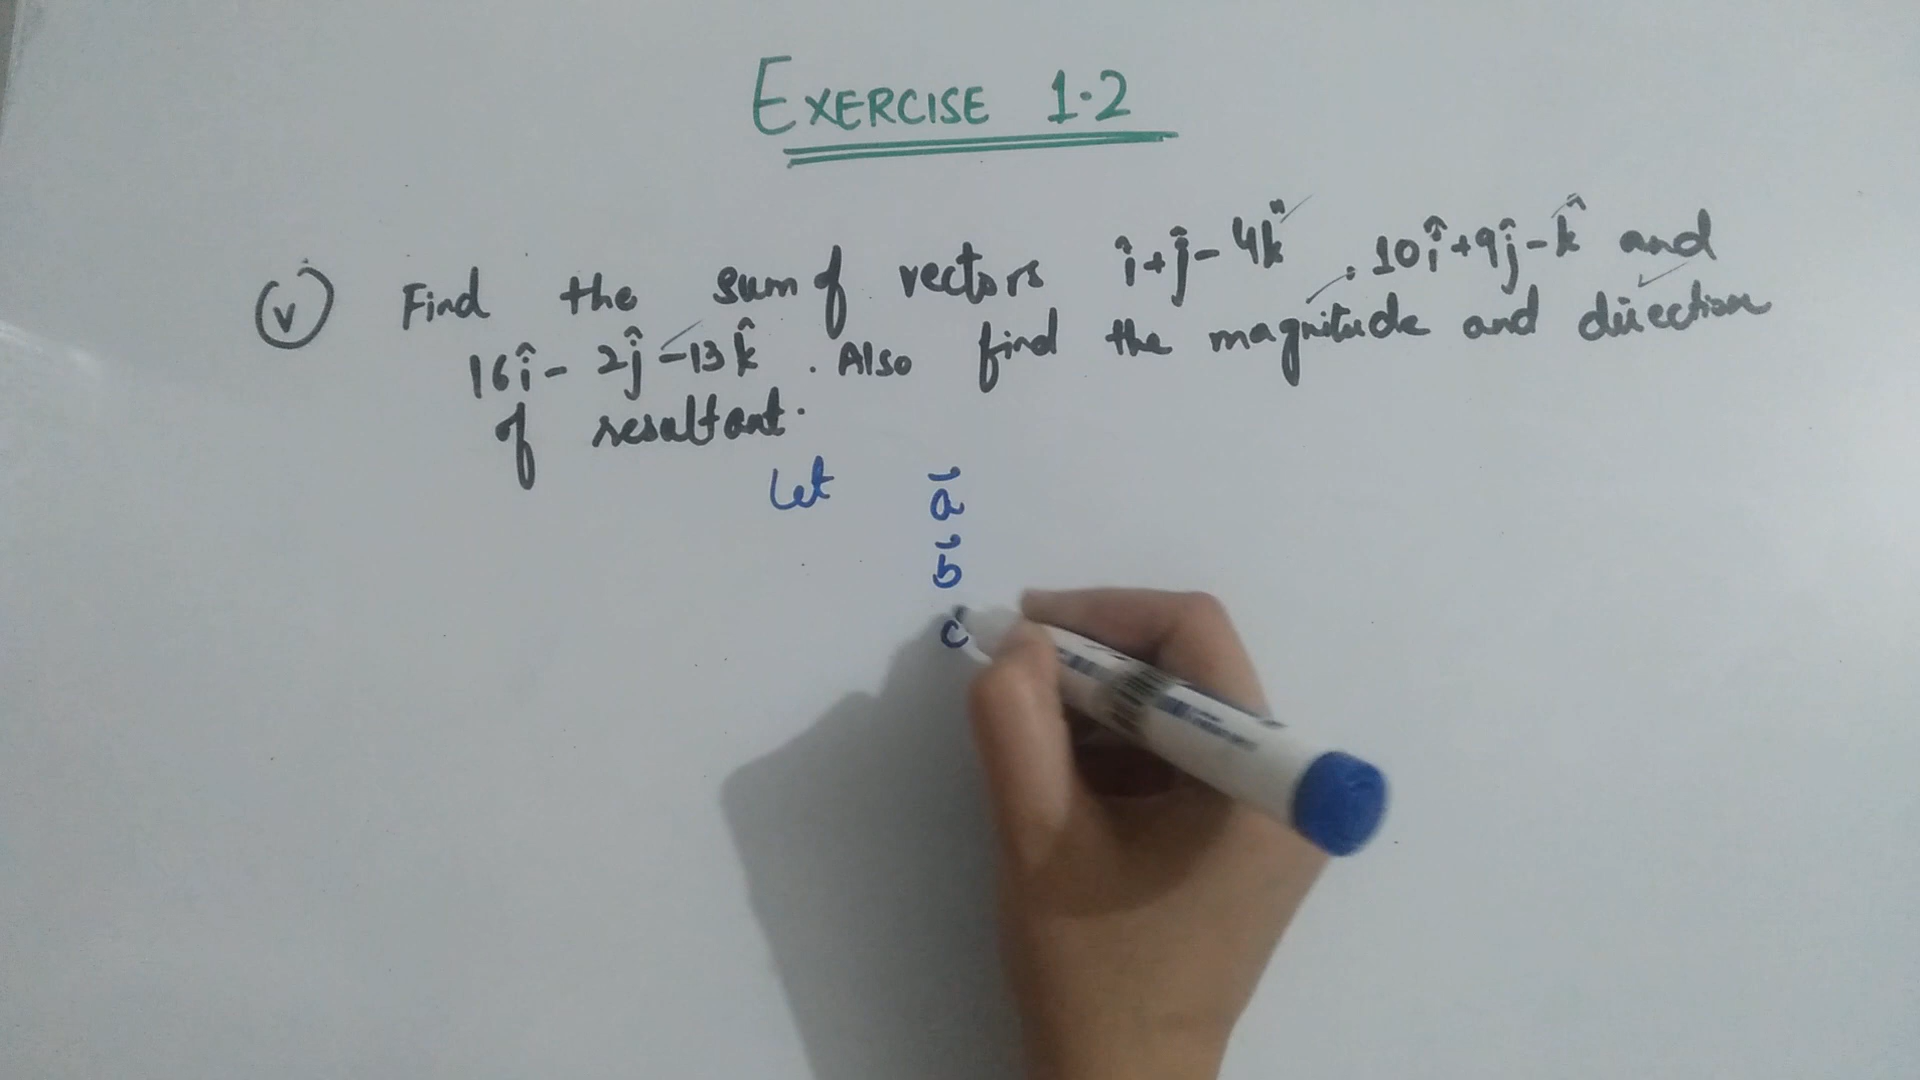 EXERCISE 1.2
(v) Find the sum of vectors î+ĵ-4k̂, 10î+9ĵ-k̂ and
16î-2ĵ-13k̂. Also find the magnitude and direction
of resultant.
Let a⃗
b⃗
c